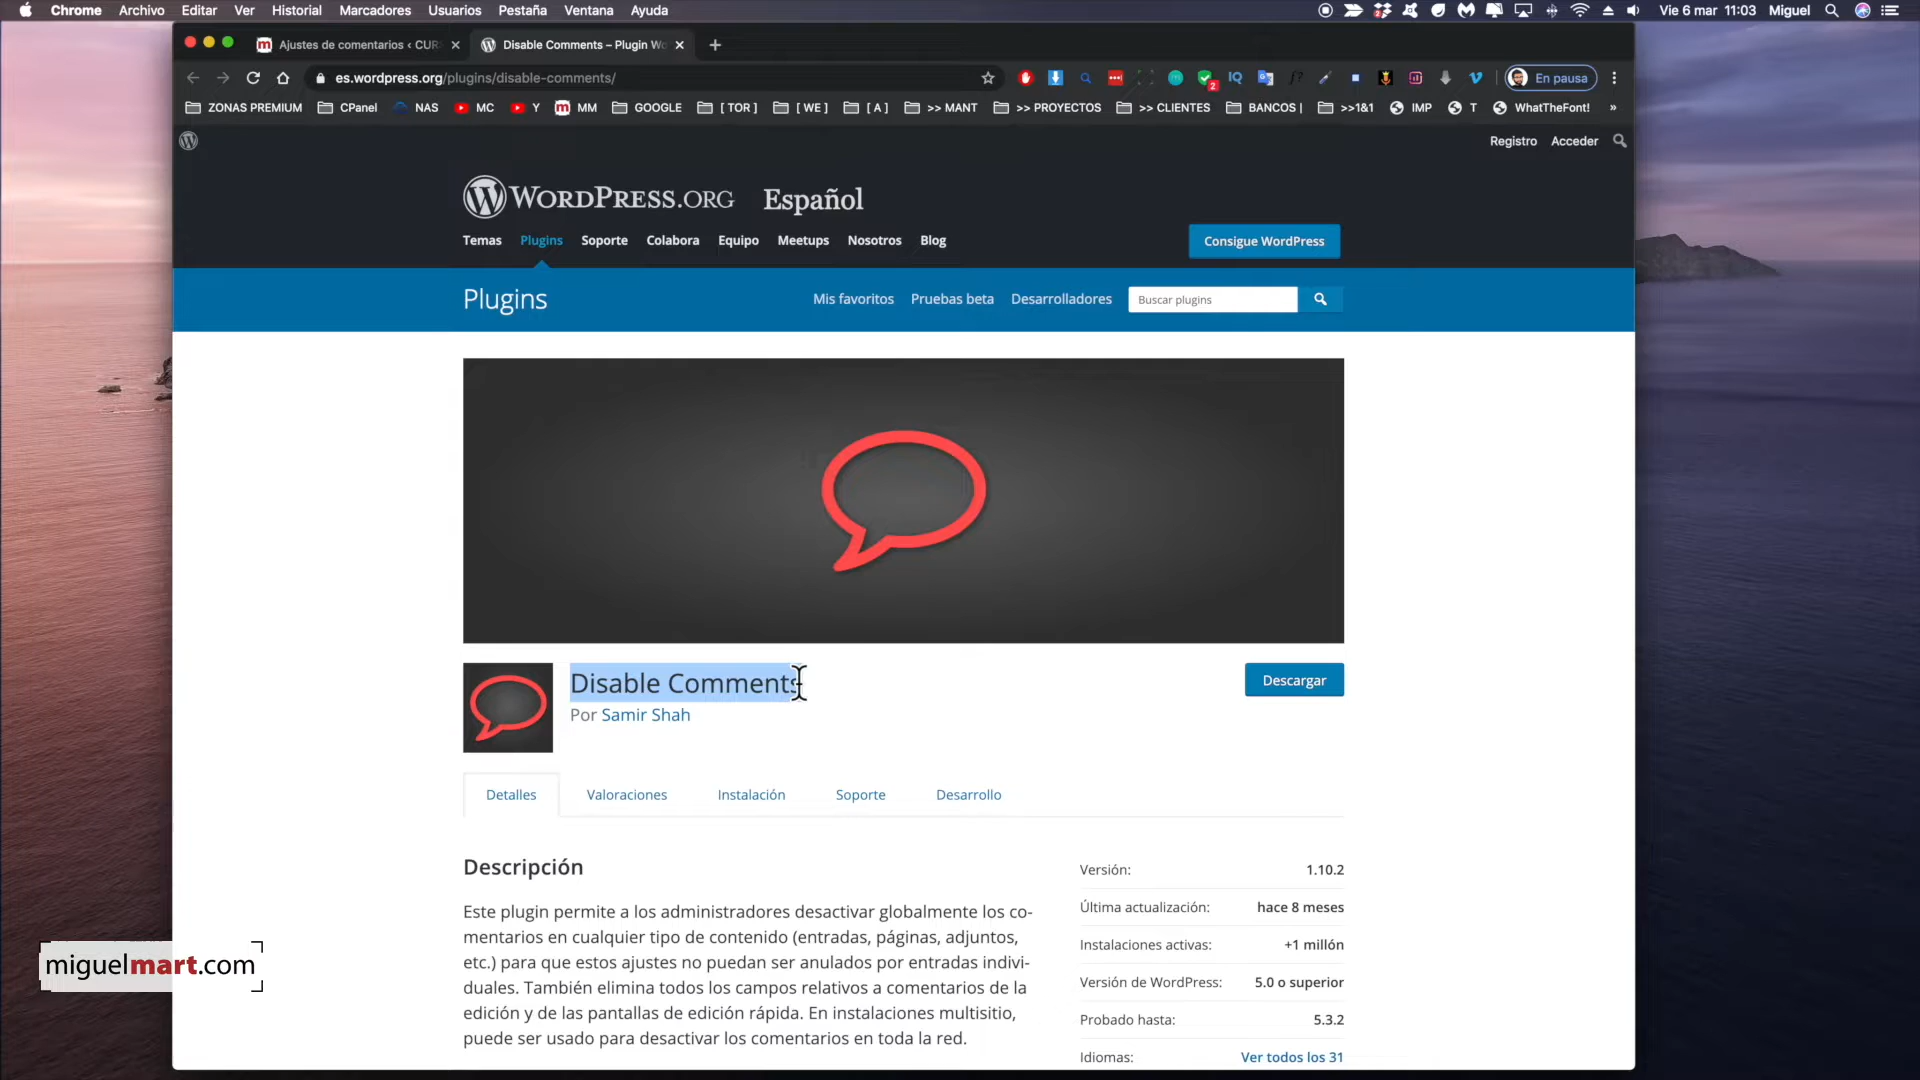 Chrome Archivo Editar Ver Historial Marcadores Usuarios Pestaña Ventana Ayuda Vie 6 mar 11:03 Miguel
Ajustes de comentarios ‹ CUR Disable Comments – Plugin Wo
es.wordpress.org/plugins/disable-comments/ 2 IQ f? En pausa
ZONAS PREMIUM CPanel NAS MC Y MM GOOGLE [ TOR ] [ WE ] [ A ] >> MANT >> PROYECTOS >> CLIENTES BANCOS | >>1&1 IMP T WhatTheFont! »
Registro Acceder
WORDPRESS.ORG Español
Temas Plugins Soporte Colabora Equipo Meetups Nosotros Blog Consigue WordPress
Plugins Mis favoritos Pruebas beta Desarrolladores Buscar plugins
Disable Comments Descargar
Por Samir Shah
Detalles Valoraciones Instalación Soporte Desarrollo
Descripción
Este plugin permite a los administradores desactivar globalmente los co-
mentarios en cualquier tipo de contenido (entradas, páginas, adjuntos,
etc.) para que estos ajustes no puedan ser anulados por entradas indivi-
duales. También elimina todos los campos relativos a comentarios de la
edición y de las pantallas de edición rápida. En instalaciones multisitio,
puede ser usado para desactivar los comentarios en toda la red.
Versión: 1.10.2
Última actualización: hace 8 meses
Instalaciones activas: +1 millón
Versión de WordPress: 5.0 o superior
Probado hasta: 5.3.2
Idiomas: Ver todos los 31
miguelmart.com